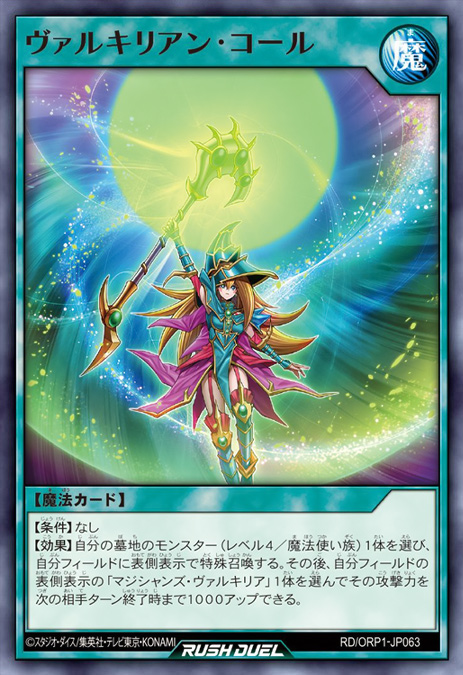 ヴァルキリアン・コール
魔
【魔法カード】
【条件】なし
【効果】自分の墓地のモンスター(レベル4/魔法使い族)1体を選び、
自分フィールドに表側表示で特殊召喚する。その後、自分フィールドの
表側表示の「マジシャンズ・ヴァルキリア」1体を選んでその攻撃力を
次の相手ターン終了時まで1000アップできる。
©スタジオ・ダイス/集英社・テレビ東京・KONAMI
RUSH DUEL
RD/ORP1-JP063